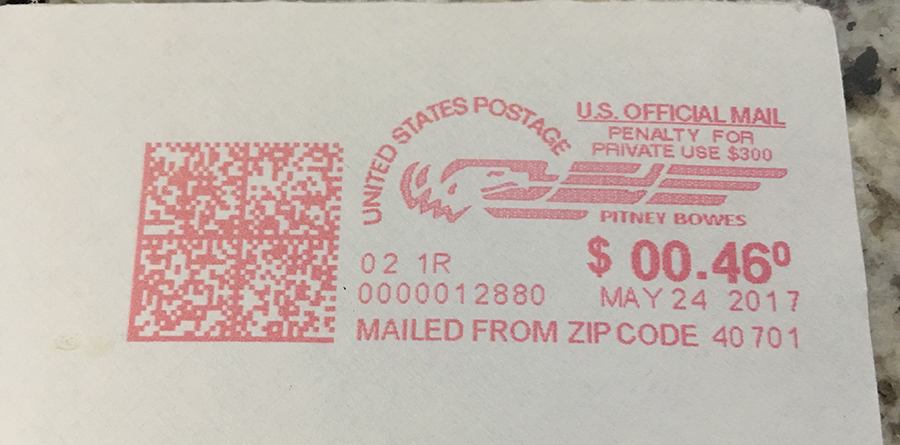 UNITED STATES POSTAGE
U.S. OFFICIAL MAIL
PENALTY FOR
PRIVATE USE $300
PITNEY BOWES
02 1R
$ 00.46⁰
0000012880
MAY 24 2017
MAILED FROM ZIP CODE 40701